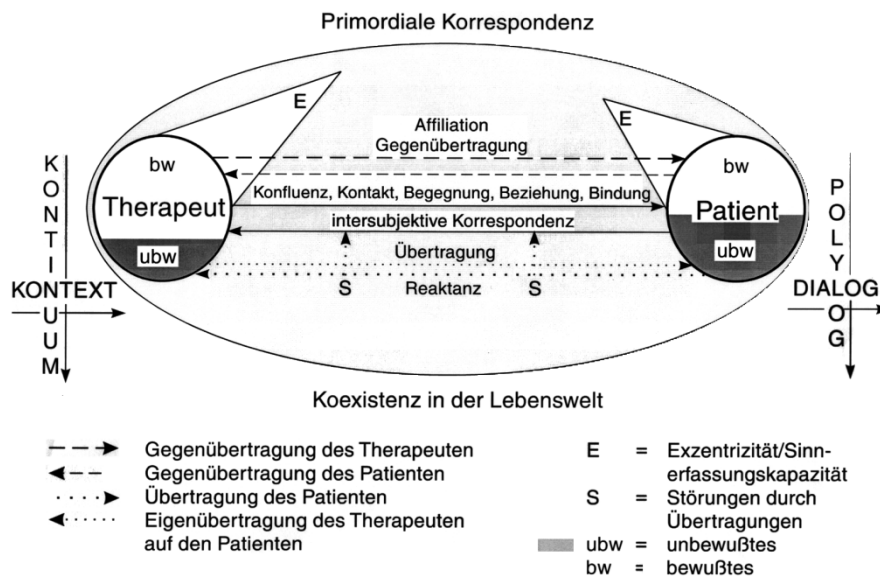 Primordiale Korrespondenz
E
E
Affiliation
Gegenübertragung
bw
bw
KONTINUUM
Konfluenz, Kontakt, Begegnung, Beziehung, Bindung
POLYLOG
Therapeut
Patient
intersubjektive Korrespondenz
ubw
ubw
Übertragung
KONTEXT
S
Reaktanz
S
DIALOG
Koexistenz in der Lebenswelt
Gegenübertragung des Therapeuten
Gegenübertragung des Patienten
Übertragung des Patienten
Eigenübertragung des Therapeuten
auf den Patienten
E = Exzentrizität/Sinn-
erfassungskapazität
S = Störungen durch
Übertragungen
ubw = unbewußtes
bw = bewußtes